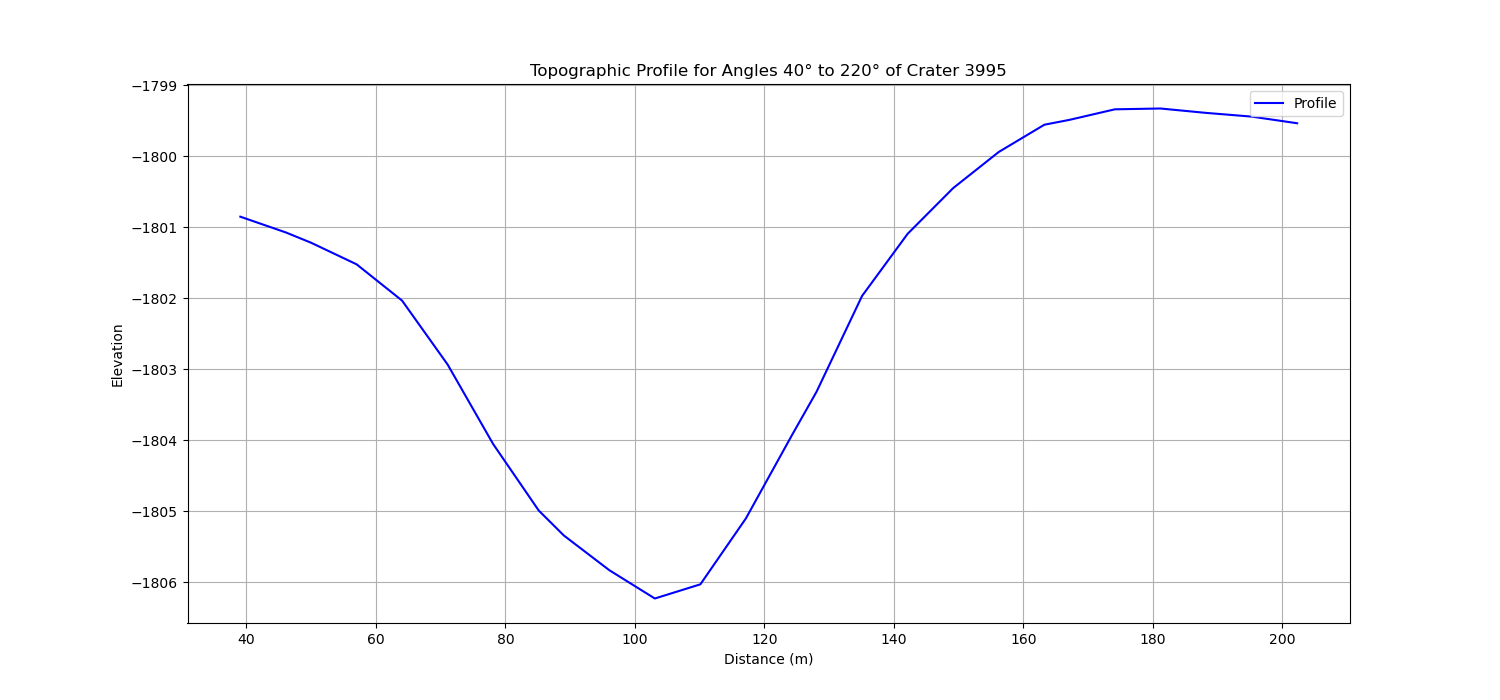 Topographic Profile for Angles 40° to 220° of Crater 3995
−1799
Profile
−1800
−1801
−1802
−1803
−1804
−1805
−1806
Elevation
40 60 80 100 120 140 160 180 200
Distance (m)